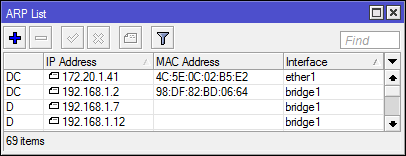 ARP List
Find
IP Address MAC Address Interface
DC 172.20.1.41 4C:5E:0C:02:B5:E2 ether1
DC 192.168.1.2 98:DF:82:BD:06:64 bridge1
D 192.168.1.7 bridge1
D 192.168.1.12 bridge1
69 items